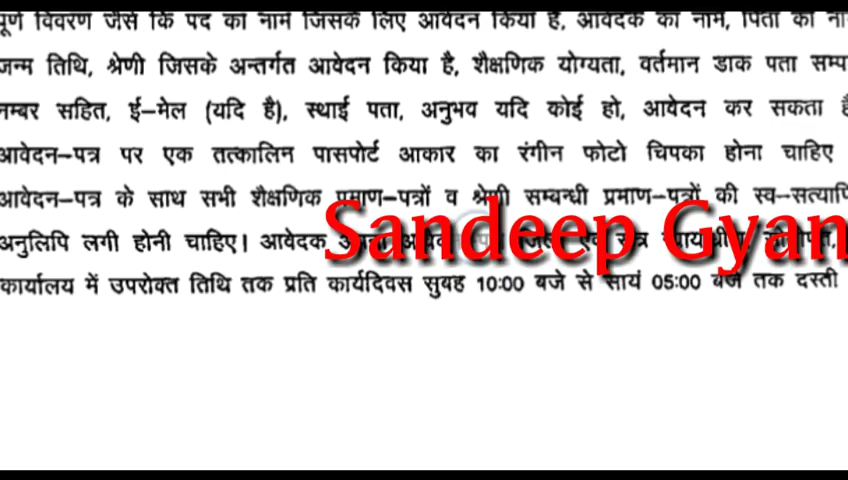 पूर्ण विवरण जैसे कि पद का नाम जिसके लिए आवेदन किया है, आवेदक का नाम, पिता का
जन्म तिथि, श्रेणी जिसके अन्तर्गत आवेदन किया है, शैक्षणिक योग्यता, वर्तमान डाक पता
नम्बर सहित, ई–मेल (यदि है), स्थाई पता, अनुभव यदि कोई हो, आवेदन कर सकता
आवेदन–पत्र पर एक तत्कालिन पासपोर्ट आकार का रंगीन फोटो चिपका होना चाहिए
आवेदन–पत्र के साथ सभी शैक्षणिक प्रमाण–पत्रों व श्रेणी सम्बन्धी प्रमाण–पत्रों की
अनुलिपि लगी होनी चाहिए। आवेदक
Sandeep Gyan
कार्यालय में उपरोक्त तिथि तक प्रति कार्यदिवस सुबह 10:00 बजे से सायं 05:00 बजे तक दस्ती